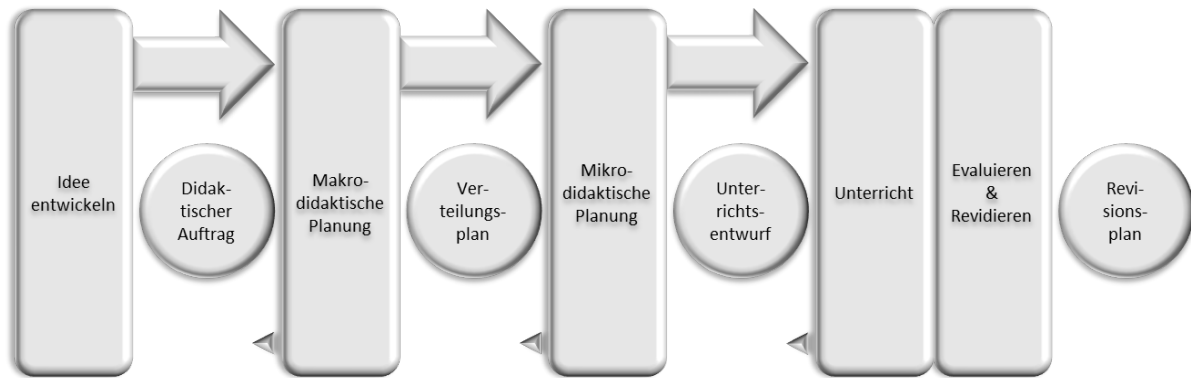 Idee
entwickeln
Didak-
tischer
Auftrag
Makro-
didaktische
Planung
Ver-
teilungs-
plan
Mikro-
didaktische
Planung
Unter-
richts-
entwurf
Unterricht
Evaluieren
&
Revidieren
Revi-
sions-
plan